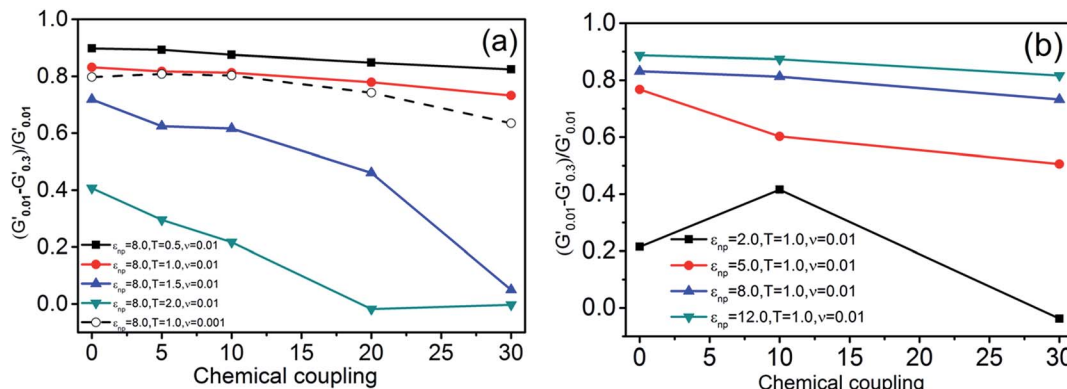 (a)
(G'0.01-G'0.3)/G'0.01
1.0
0.8
0.6
0.4
0.2
0.0
εnp=8.0,T=0.5,ν=0.01
εnp=8.0,T=1.0,ν=0.01
εnp=8.0,T=1.5,ν=0.01
εnp=8.0,T=2.0,ν=0.01
εnp=8.0,T=1.0,ν=0.001
0 5 10 15 20 25 30
Chemical coupling
(b)
(G'0.01-G'0.3)/G'0.01
1.0
0.8
0.6
0.4
0.2
0.0
εnp=2.0,T=1.0,ν=0.01
εnp=5.0,T=1.0,ν=0.01
εnp=8.0,T=1.0,ν=0.01
εnp=12.0,T=1.0,ν=0.01
0 5 10 15 20 25 30
Chemical coupling